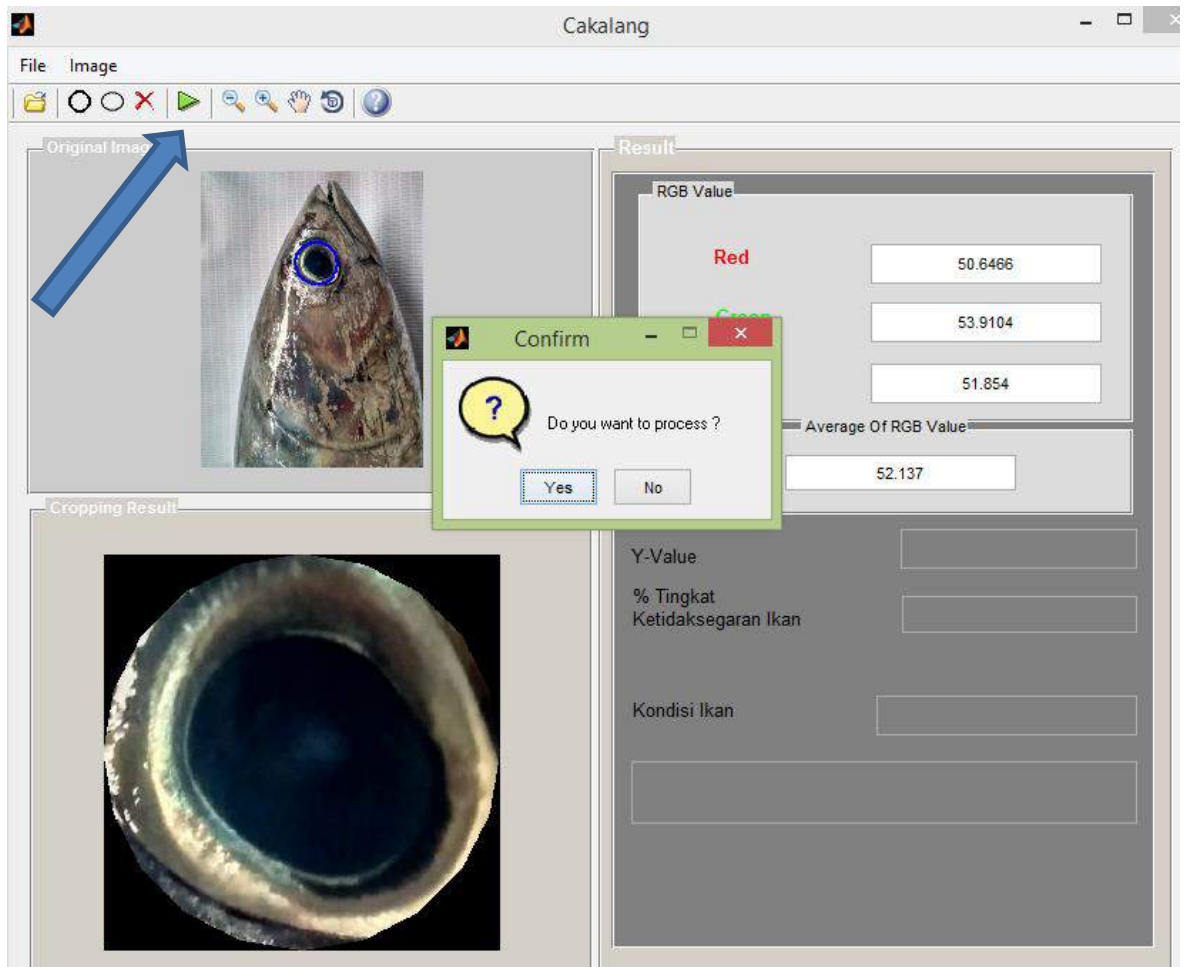 Cakalang
File Image
Original Imag
Result
RGB Value
Red
50.6466
Green
53.9104
51.854
Confirm
?
Do you want to process ?
Yes
No
Average Of RGB Value
52.137
Cropping Result
Y-Value
% Tingkat
Ketidaksegaran Ikan
Kondisi Ikan